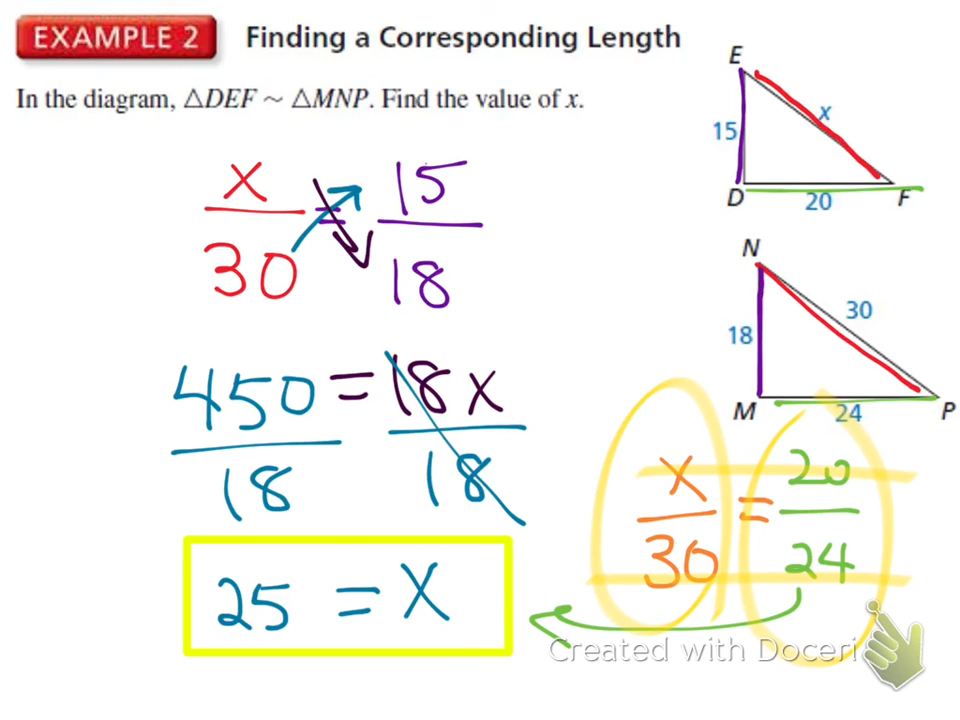 EXAMPLE 2 Finding a Corresponding Length
In the diagram, △DEF ~ △MNP. Find the value of x.
E
15
x
D
20
F
N
18
30
M
24
P
x/30 = 15/18
450/18 = 18x/18
25 = x
x/30 = 20/24
Created with Doceri